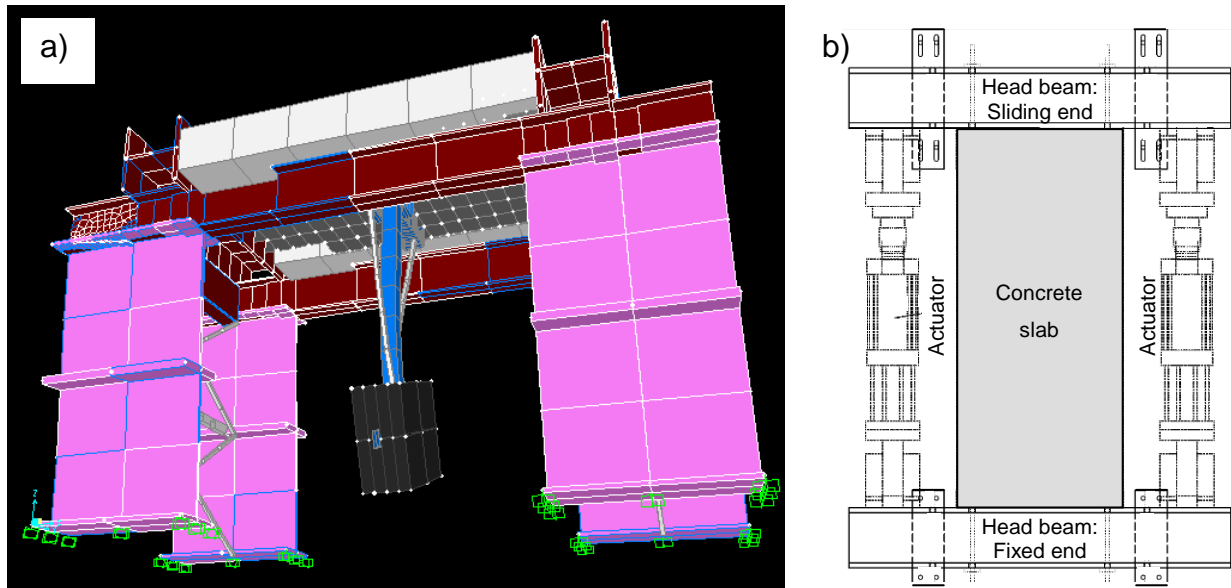 a)
b)
Head beam:
Sliding end
Actuator
Concrete
slab
Actuator
Head beam:
Fixed end
Z